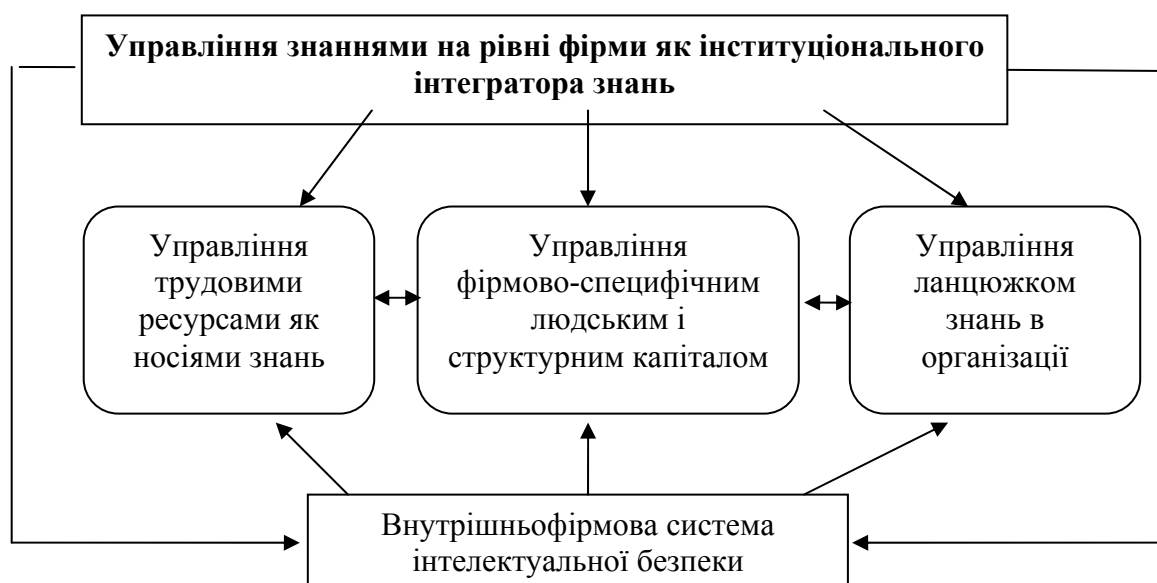 Управління знаннями на рівні фірми як інституціонального
інтегратора знань
Управління
трудовими
ресурсами як
носіями знань
Управління
фірмово-специфічним
людським і
структурним капіталом
Управління
ланцюжком
знань в
організації
Внутрішньофірмова система
інтелектуальної безпеки